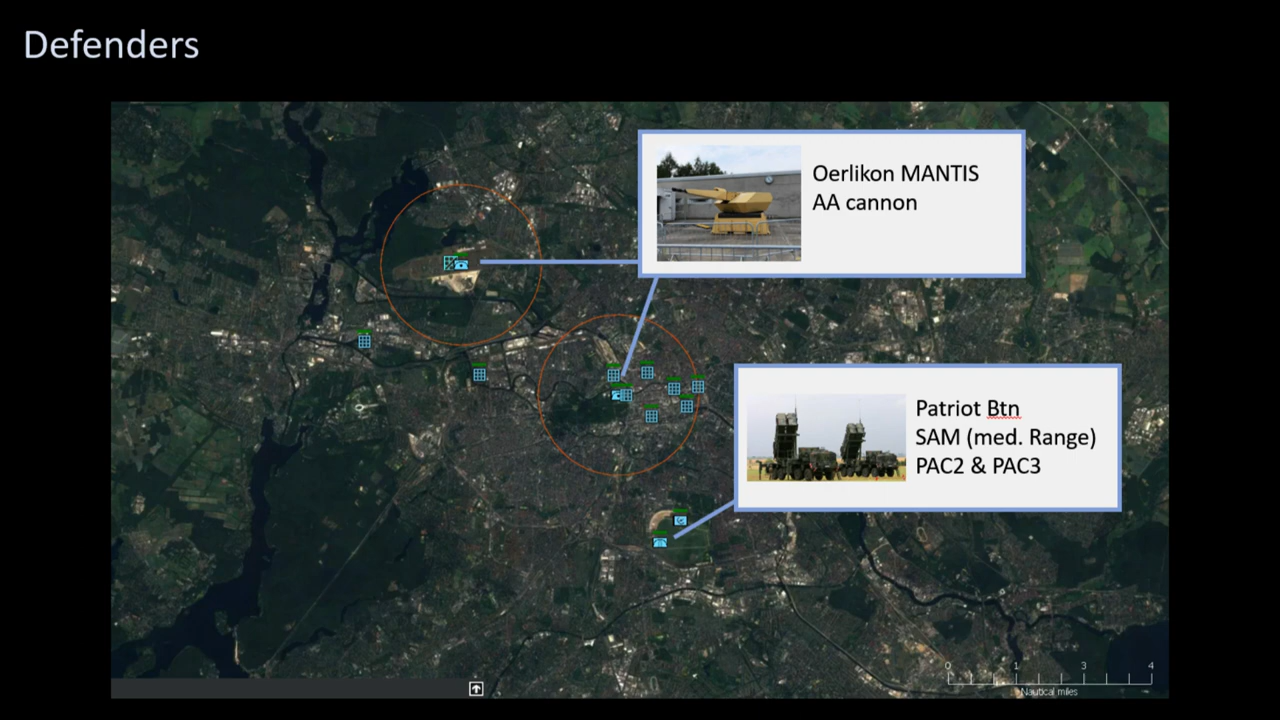 Defenders
Oerlikon MANTIS
AA cannon
Patriot Btn
SAM (med. Range)
PAC2 & PAC3
0 1 3 4
Nautical miles